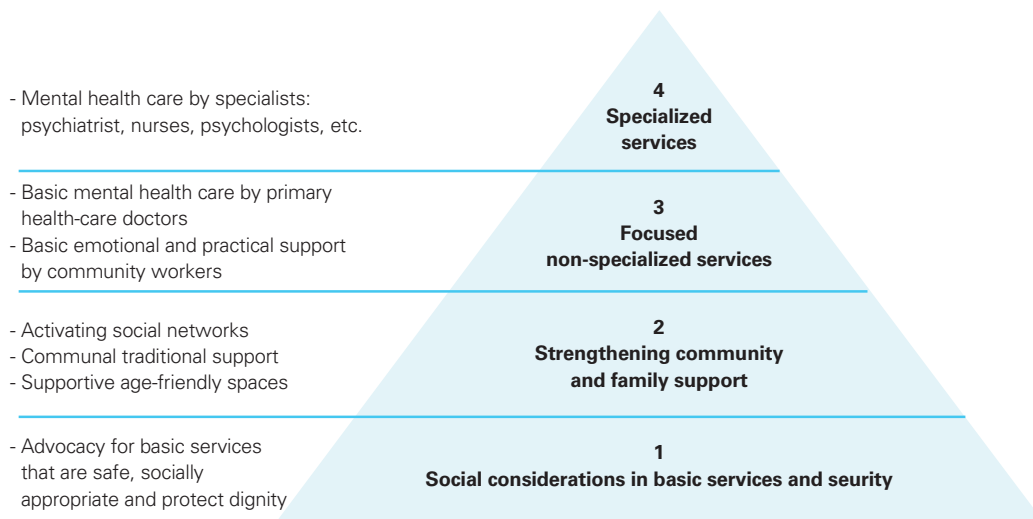 - Mental health care by specialists:
psychiatrist, nurses, psychologists, etc.
4
Specialized
services
- Basic mental health care by primary
health-care doctors
- Basic emotional and practical support
by community workers
3
Focused
non-specialized services
- Activating social networks
- Communal traditional support
- Supportive age-friendly spaces
2
Strengthening community
and family support
- Advocacy for basic services
that are safe, socially
appropriate and protect dignity
1
Social considerations in basic services and seurity